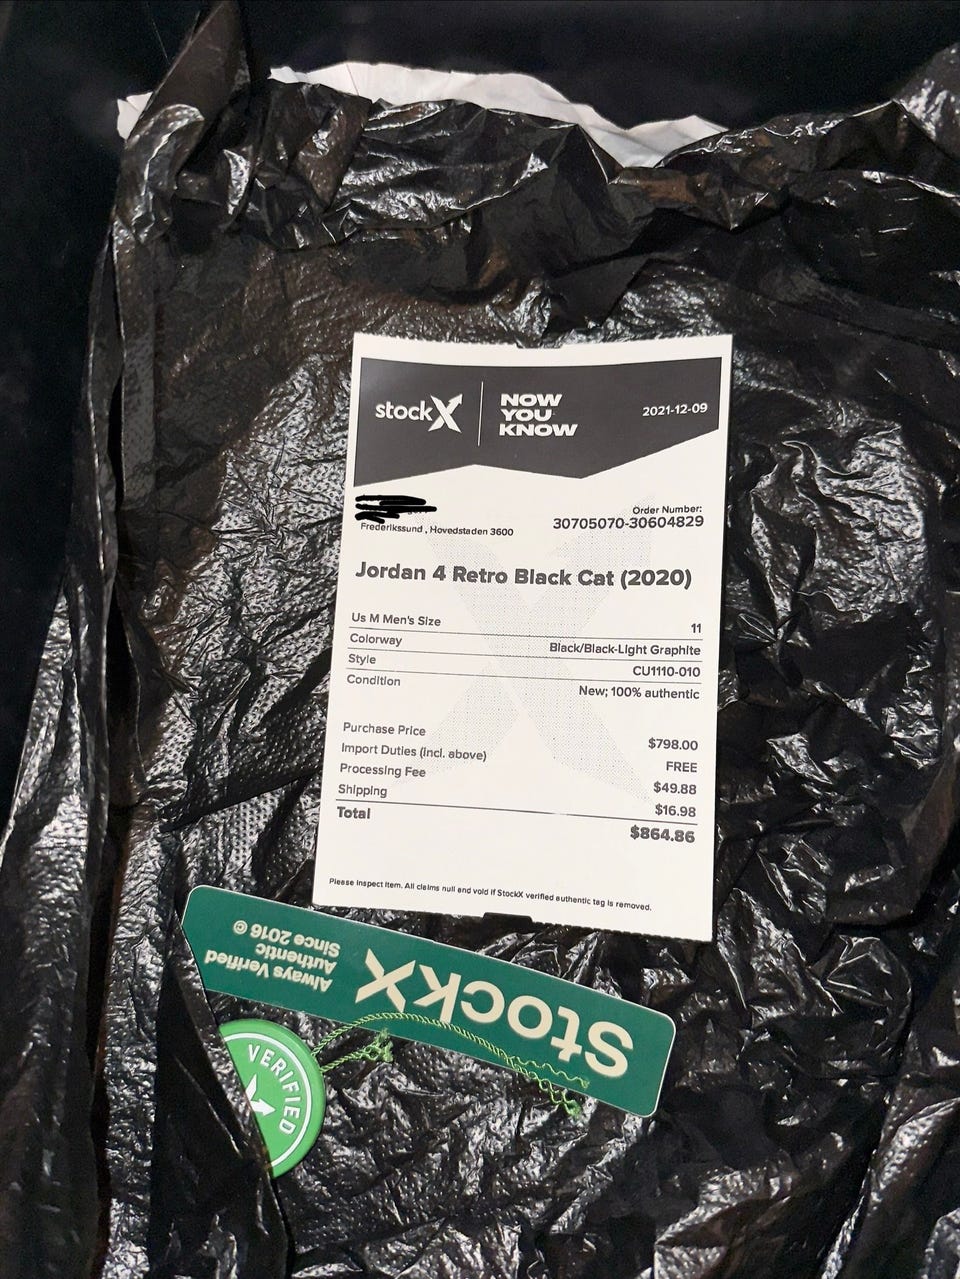 stockX
NOW
YOU
KNOW
2021-12-09
Order Number:
30705070-30604829
Frederikssund , Hovedstaden 3600
Jordan 4 Retro Black Cat (2020)
Us M Men's Size 11
Colorway Black/Black-Light Graphite
Style CU1110-010
Condition New; 100% authentic
Purchase Price $798.00
Import Duties (Incl. above) FREE
Processing Fee $49.88
Shipping $16.98
Total $864.86
Please inspect item. All claims null and void if StockX verified authentic tag is removed.
StockX
Always Verified
Authentic
Since 2016 ©
VERIFIED